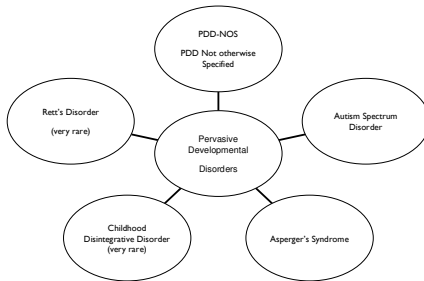 PDD-NOS
PDD Not otherwise
Specified
Rett's Disorder
(very rare)
Autism Spectrum
Disorder
Pervasive
Developmental
Disorders
Childhood
Disintegrative Disorder
(very rare)
Asperger's Syndrome